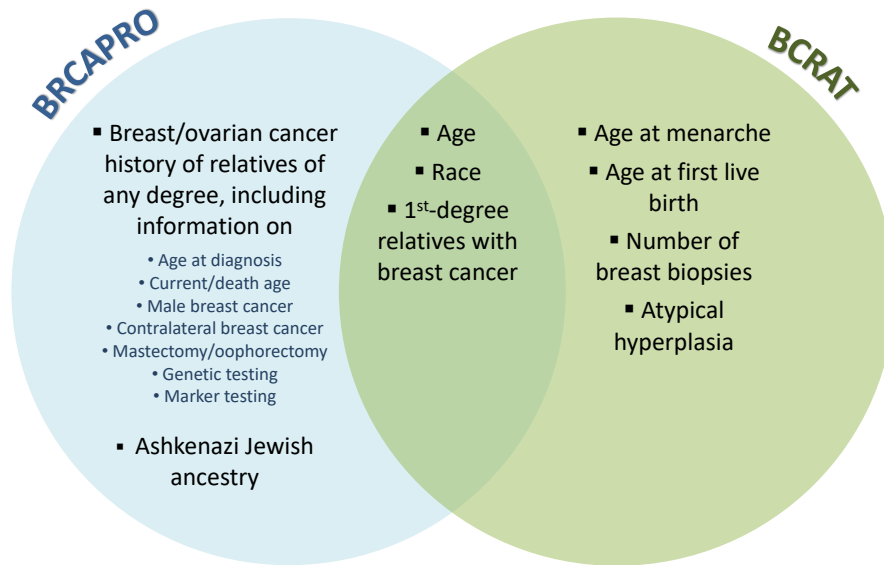 BRCAPRO
BCRAT
▪ Breast/ovarian cancer
history of relatives of
any degree, including
information on
• Age at diagnosis
• Current/death age
• Male breast cancer
• Contralateral breast cancer
• Mastectomy/oophorectomy
• Genetic testing
• Marker testing
▪ Ashkenazi Jewish
ancestry
▪ Age
▪ Race
▪ 1st-degree
relatives with
breast cancer
▪ Age at menarche
▪ Age at first live
birth
▪ Number of
breast biopsies
▪ Atypical
hyperplasia